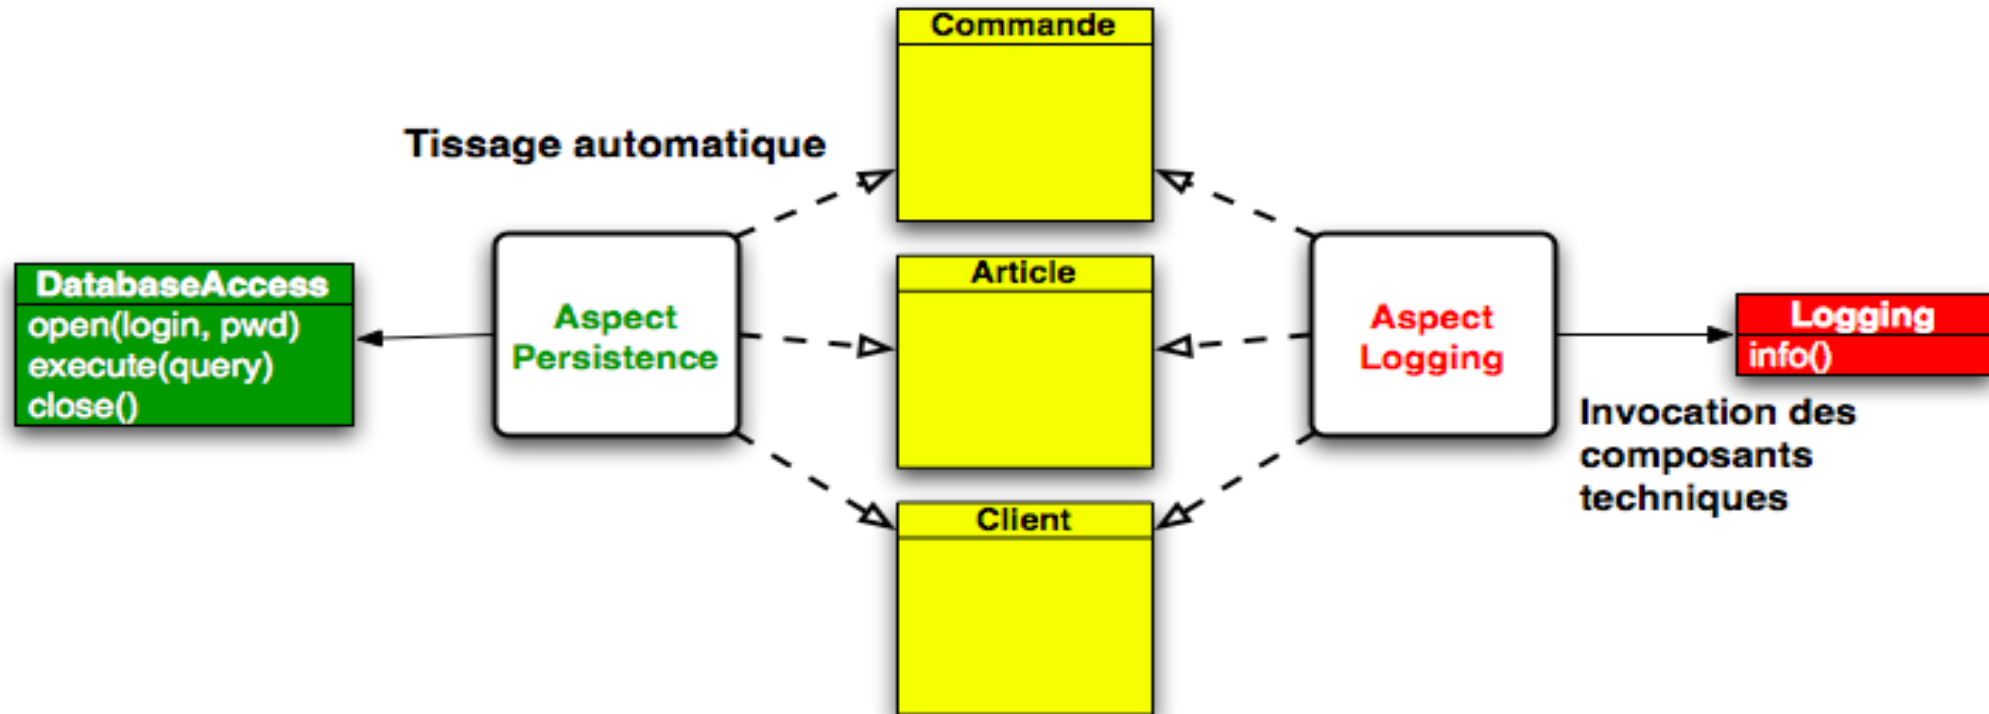 Commande
Tissage automatique
DatabaseAccess
open(login, pwd)
execute(query)
close()
Aspect
Persistence
Article
Client
Aspect
Logging
Logging
info()
Invocation des
composants
techniques